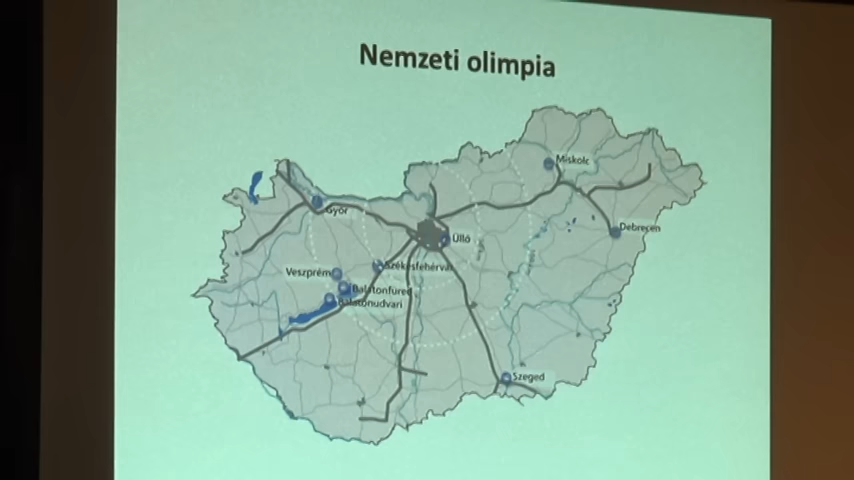 Nemzeti olimpia
Miskolc
Győr
Debrecen
Üllő
Székesfehérvár
Veszprém
Balatonfüred
Balatonudvari
Szeged